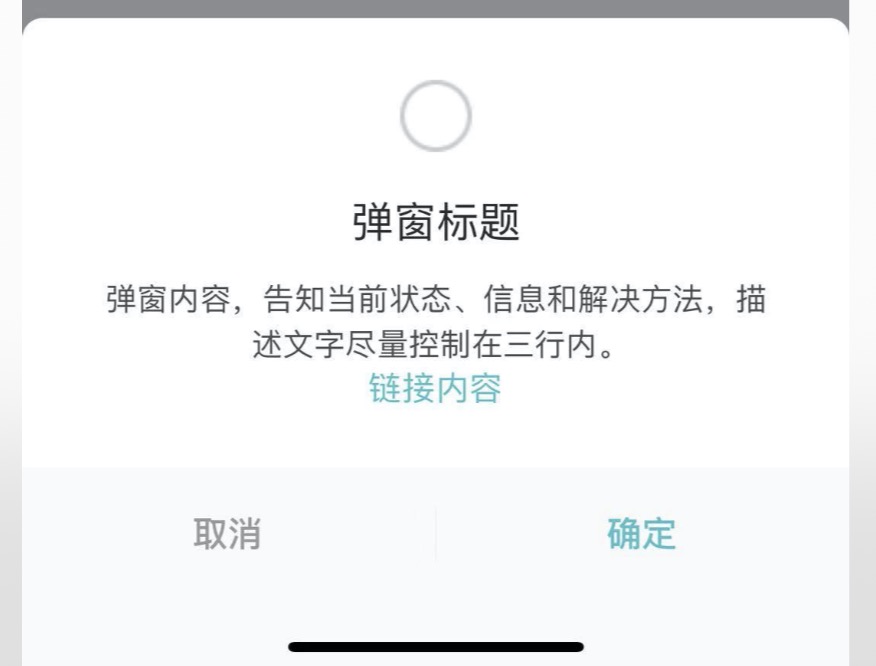 弹窗标题
弹窗内容，告知当前状态、信息和解决方法，描
述文字尽量控制在三行内。
链接内容
取消
确定